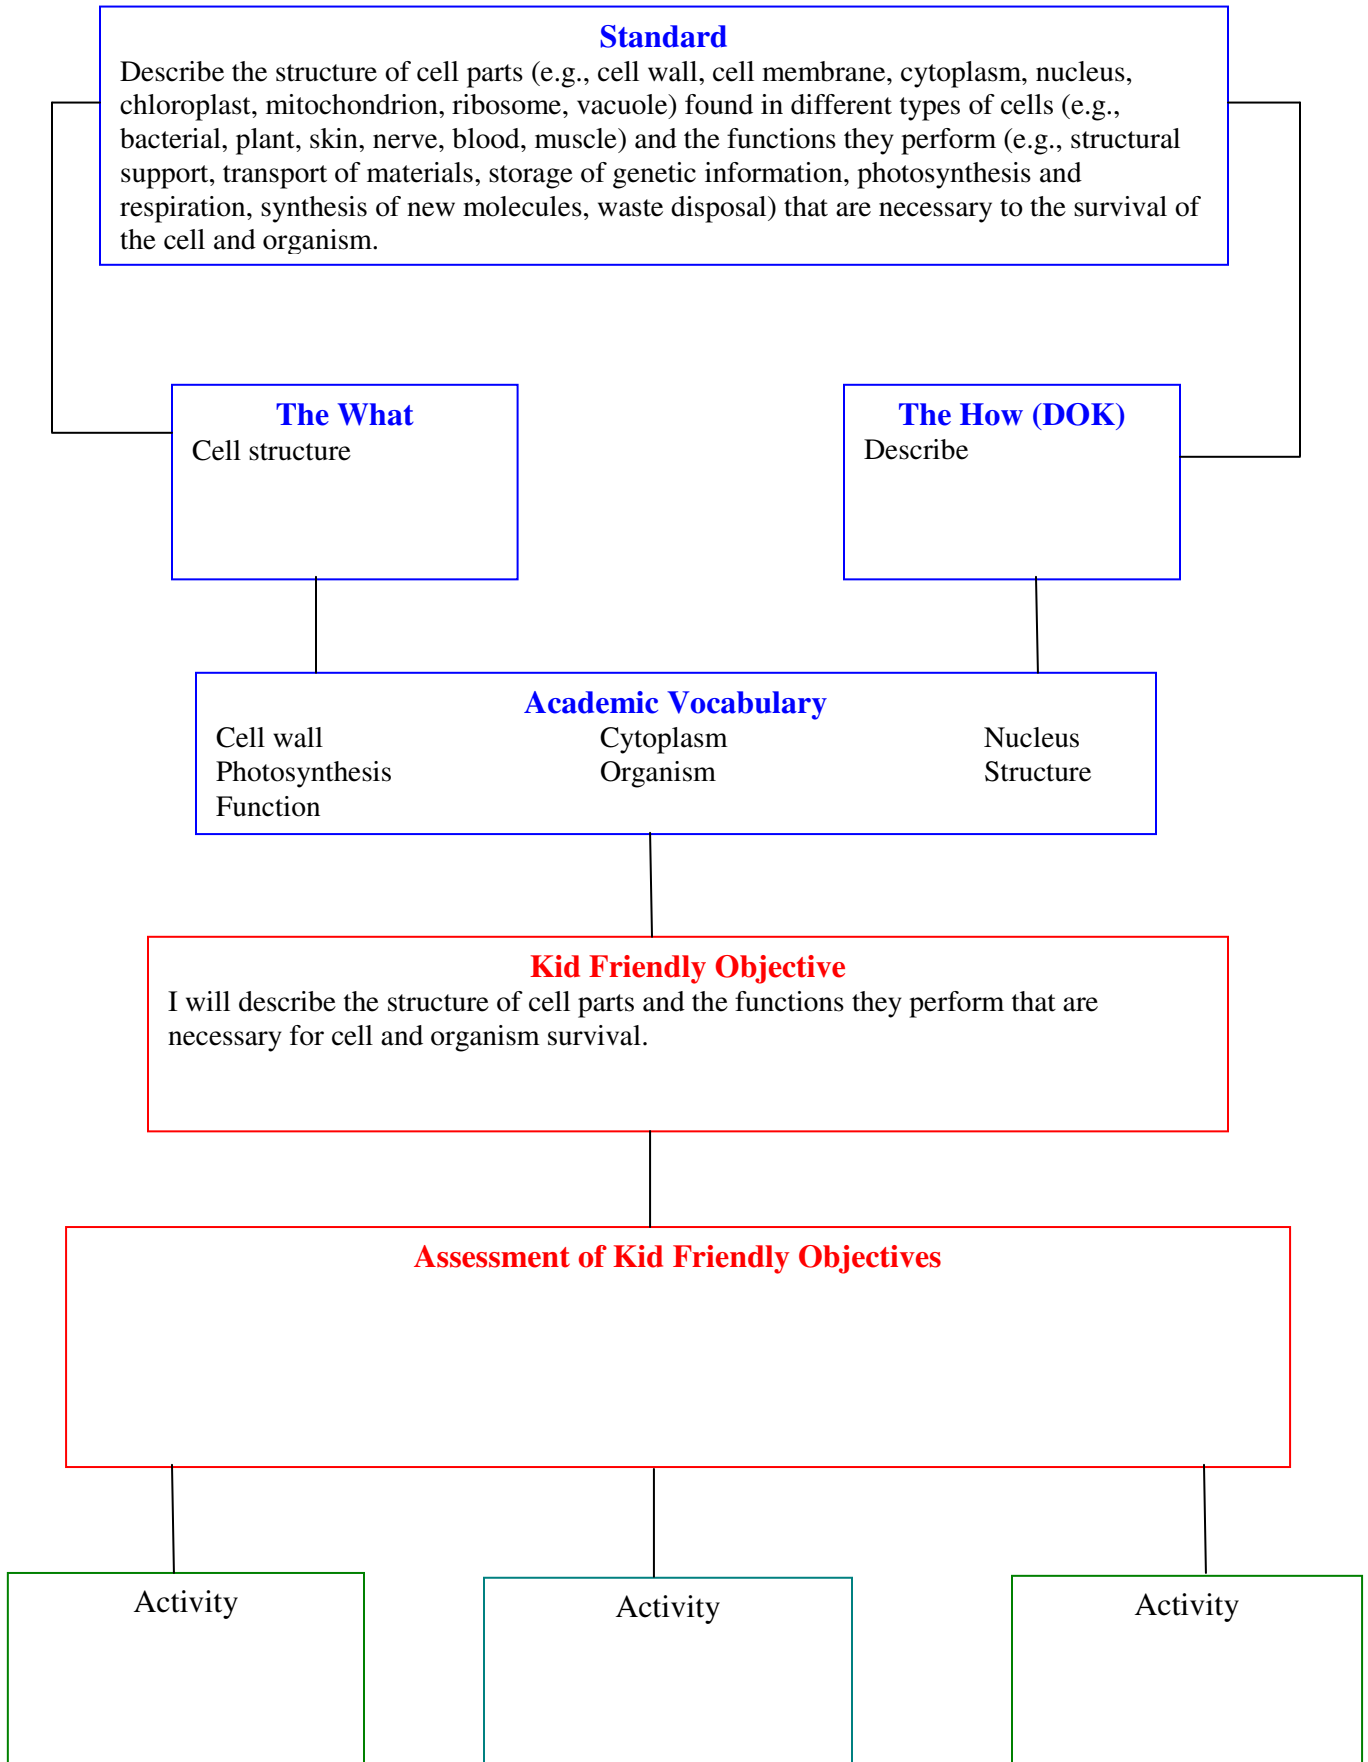 Standard
Describe the structure of cell parts (e.g., cell wall, cell membrane, cytoplasm, nucleus,
chloroplast, mitochondrion, ribosome, vacuole) found in different types of cells (e.g.,
bacterial, plant, skin, nerve, blood, muscle) and the functions they perform (e.g., structural
support, transport of materials, storage of genetic information, photosynthesis and
respiration, synthesis of new molecules, waste disposal) that are necessary to the survival of
the cell and organism.
The What
Cell structure
The How (DOK)
Describe
Academic Vocabulary
Cell wall Cytoplasm Nucleus
Photosynthesis Organism Structure
Function
Kid Friendly Objective
I will describe the structure of cell parts and the functions they perform that are
necessary for cell and organism survival.
Assessment of Kid Friendly Objectives
Activity
Activity
Activity